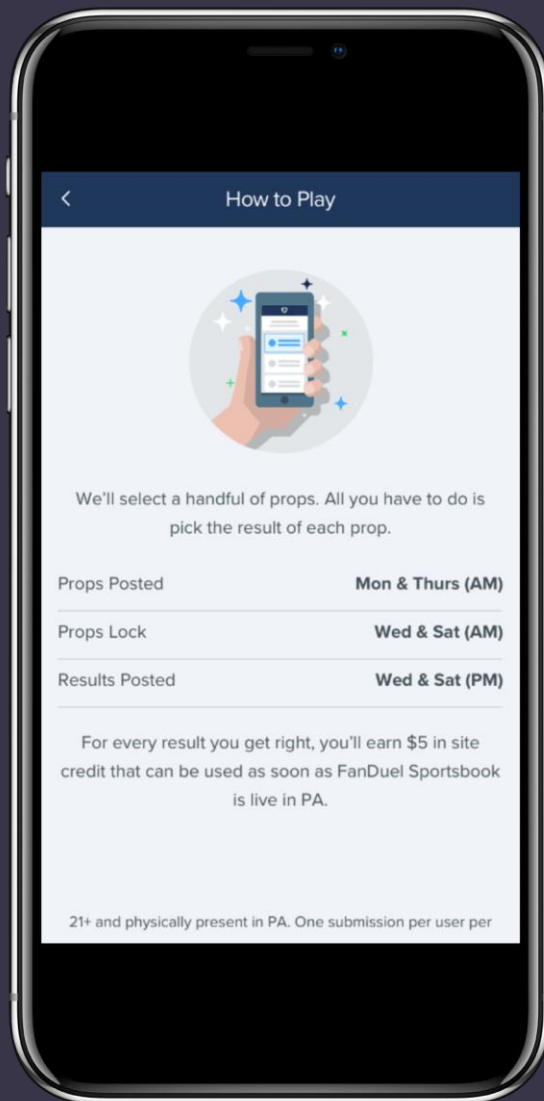 How to Play
We'll select a handful of props. All you have to do is
pick the result of each prop.
Props Posted Mon & Thurs (AM)
Props Lock Wed & Sat (AM)
Results Posted Wed & Sat (PM)
For every result you get right, you'll earn $5 in site
credit that can be used as soon as FanDuel Sportsbook
is live in PA.
21+ and physically present in PA. One submission per user per